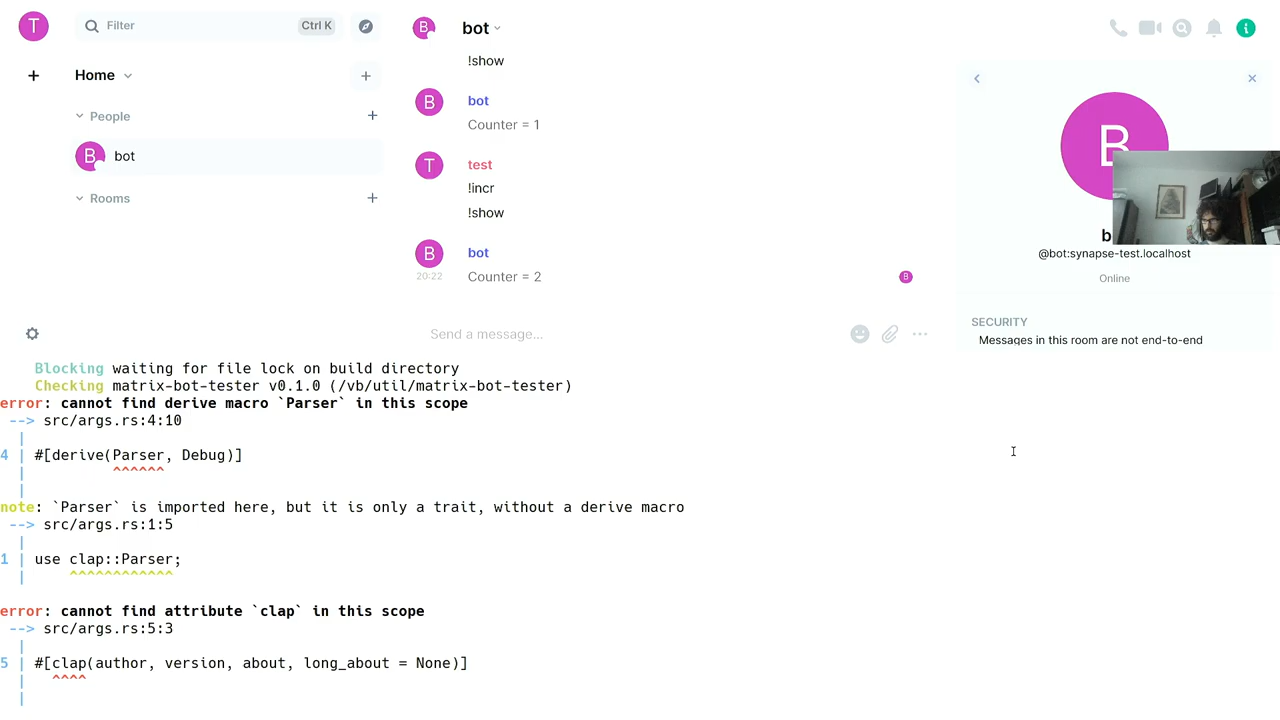 T
Filter
Ctrl K
B
bot
!show
Home
B
bot
Counter = 1
People
B
bot
T
test
!incr
!show
Rooms
B
bot
20:22
Counter = 2
B
Send a message...
B
@bot:synapse-test.localhost
Online
SECURITY
Messages in this room are not end-to-end
Blocking waiting for file lock on build directory
Checking matrix-bot-tester v0.1.0 (/vb/util/matrix-bot-tester)
error: cannot find derive macro `Parser` in this scope
--> src/args.rs:4:10
|
4 | #[derive(Parser, Debug)]
| ^^^^^^
|
note: `Parser` is imported here, but it is only a trait, without a derive macro
--> src/args.rs:1:5
|
1 | use clap::Parser;
| ^^^^^^^^^^^^
error: cannot find attribute `clap` in this scope
--> src/args.rs:5:3
|
5 | #[clap(author, version, about, long_about = None)]
| ^^^^
|